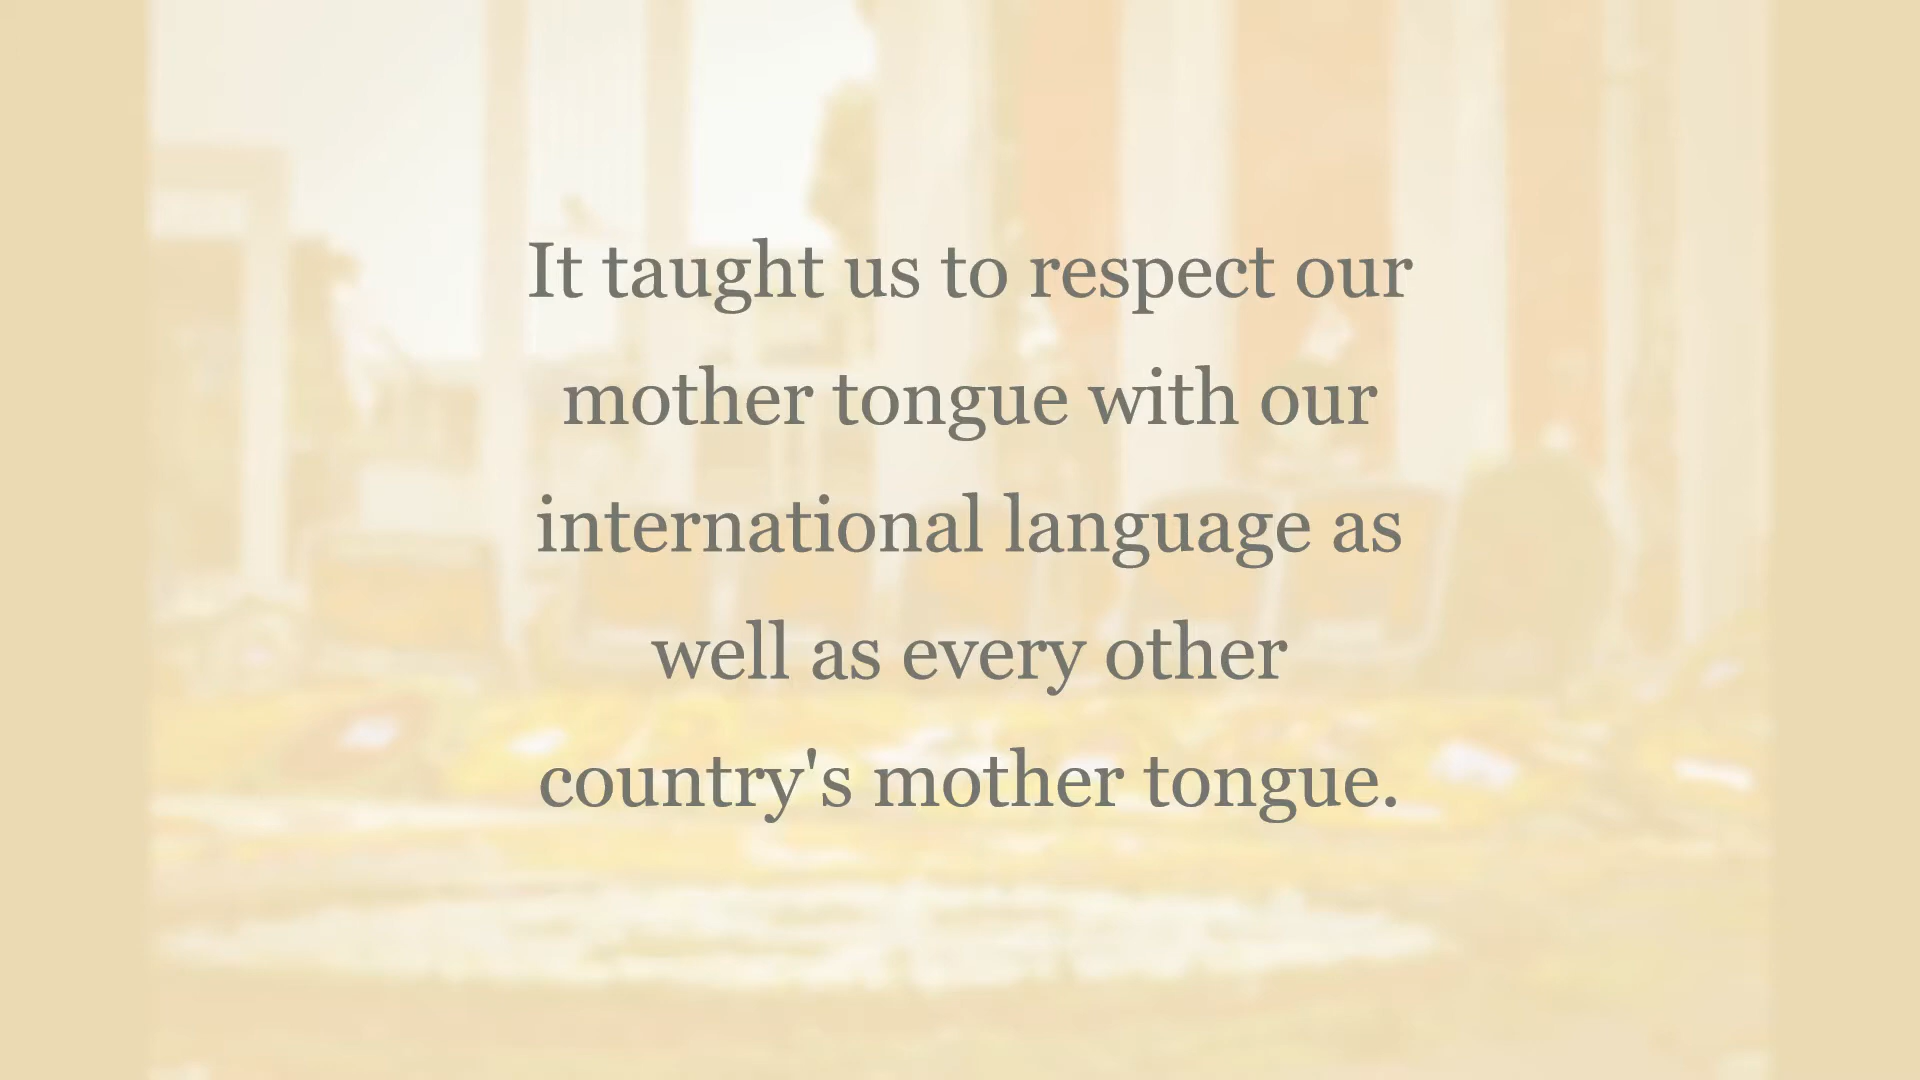 It taught us to respect our
mother tongue with our
international language as
well as every other
country's mother tongue.